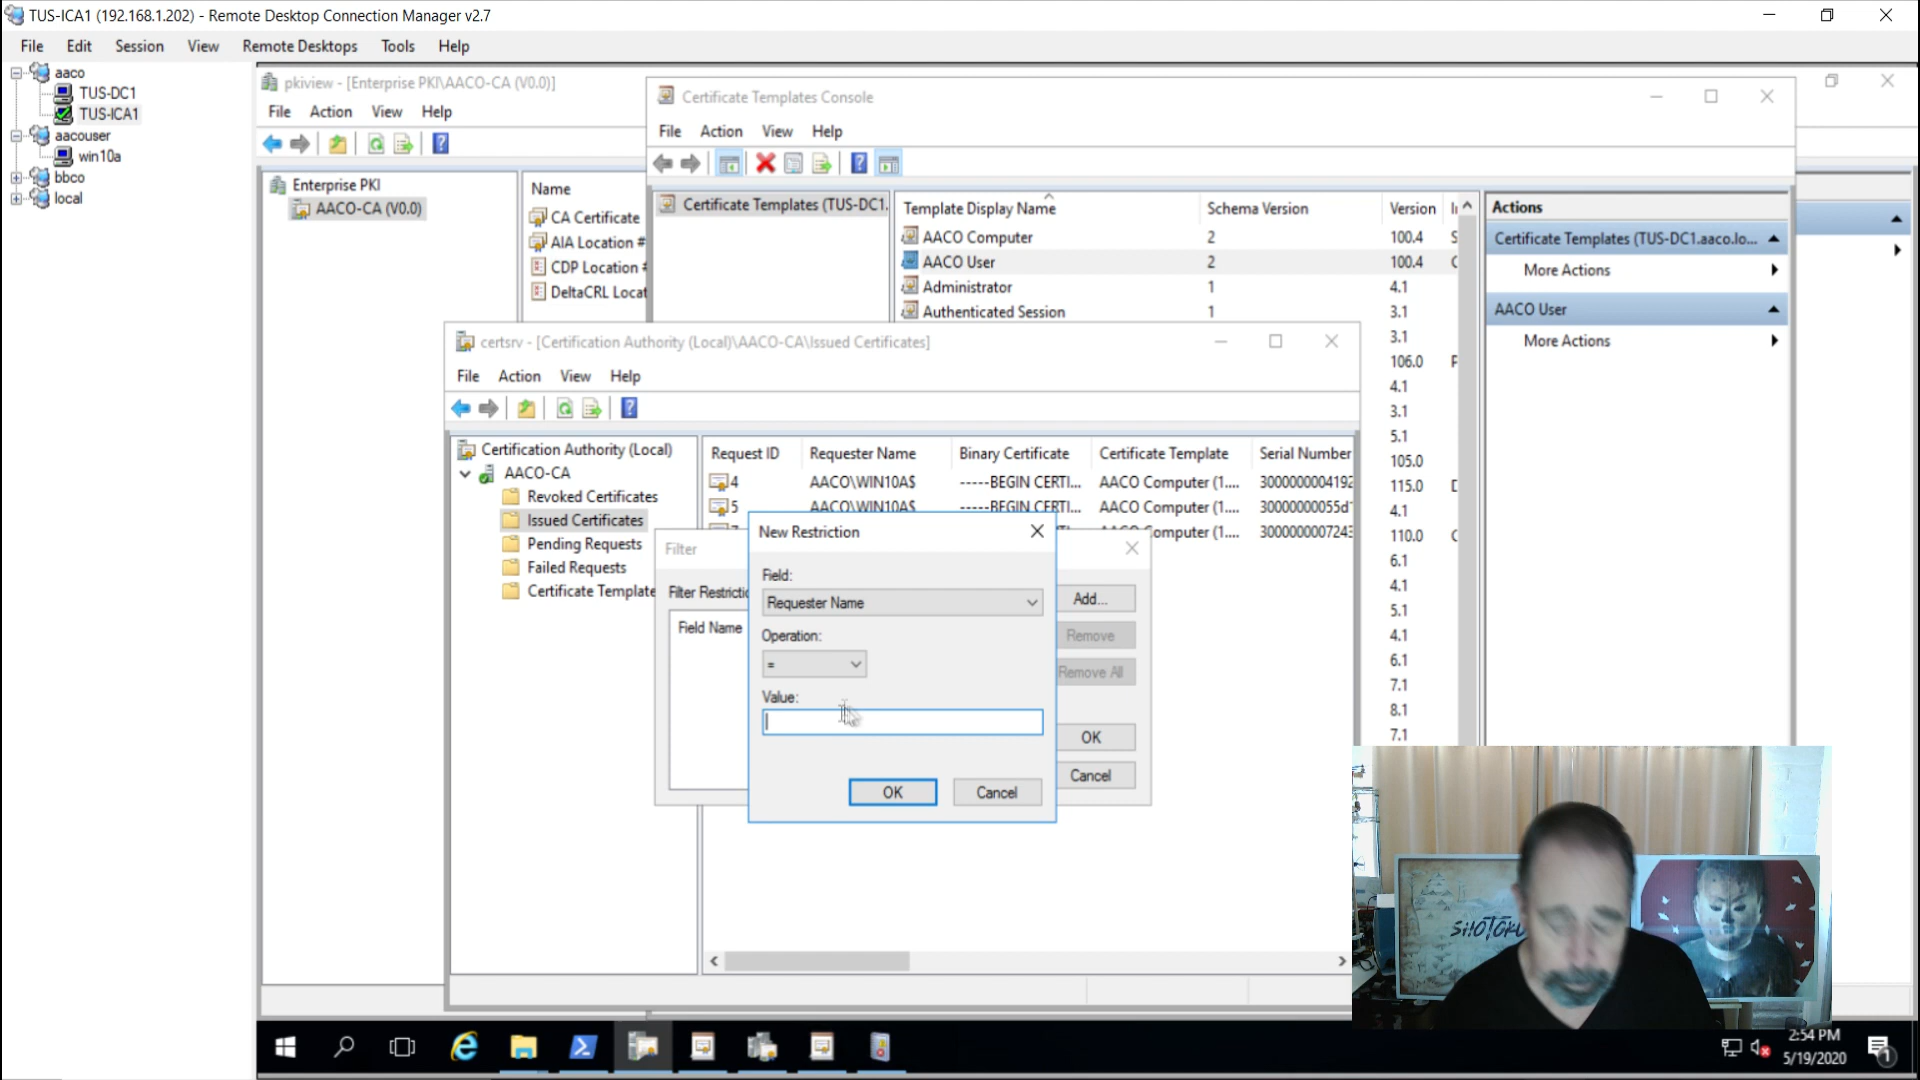 TUS-ICA1 (192.168.1.202) - Remote Desktop Connection Manager v2.7
File Edit Session View Remote Desktops Tools Help
aaco
TUS-DC1
TUS-ICA1
aacouser
win10a
bbco
local
pkiview - [Enterprise PKI\AACO-CA (V0.0)]
File Action View Help
Enterprise PKI
AACO-CA (V0.0)
Name
CA Certificate
AIA Location #
CDP Location #
DeltaCRL Locat
Certificate Templates Console
File Action View Help
Certificate Templates (TUS-DC1.
Template Display Name Schema Version Version
AACO Computer 2 100.4 S
AACO User 2 100.4 C
Administrator 1 4.1
Authenticated Session 1 3.1
3.1
106.0 F
4.1
3.1
5.1
105.0
115.0 D
4.1
110.0 C
6.1
4.1
5.1
4.1
6.1
7.1
8.1
7.1
Actions
Certificate Templates (TUS-DC1.aaco.lo...
More Actions
AACO User
More Actions
certsrv - [Certification Authority (Local)\AACO-CA\Issued Certificates]
File Action View Help
Certification Authority (Local)
AACO-CA
Revoked Certificates
Issued Certificates
Pending Requests
Failed Requests
Certificate Template
Request ID Requester Name Binary Certificate Certificate Template Serial Number
4 AACO\WIN10A$ -----BEGIN CERTI... AACO Computer (1.... 3000000004192
5 AACO\WIN10A$ -----BEGIN CERTI... AACO Computer (1.... 30000000055d
omputer (1.... 3000000007243
Filter
Filter Restrictio
Field Name
Add...
Remove
Remove All
OK
Cancel
New Restriction
Field:
Requester Name
Operation:
=
Value:
OK Cancel
2:54 PM
5/19/2020
1